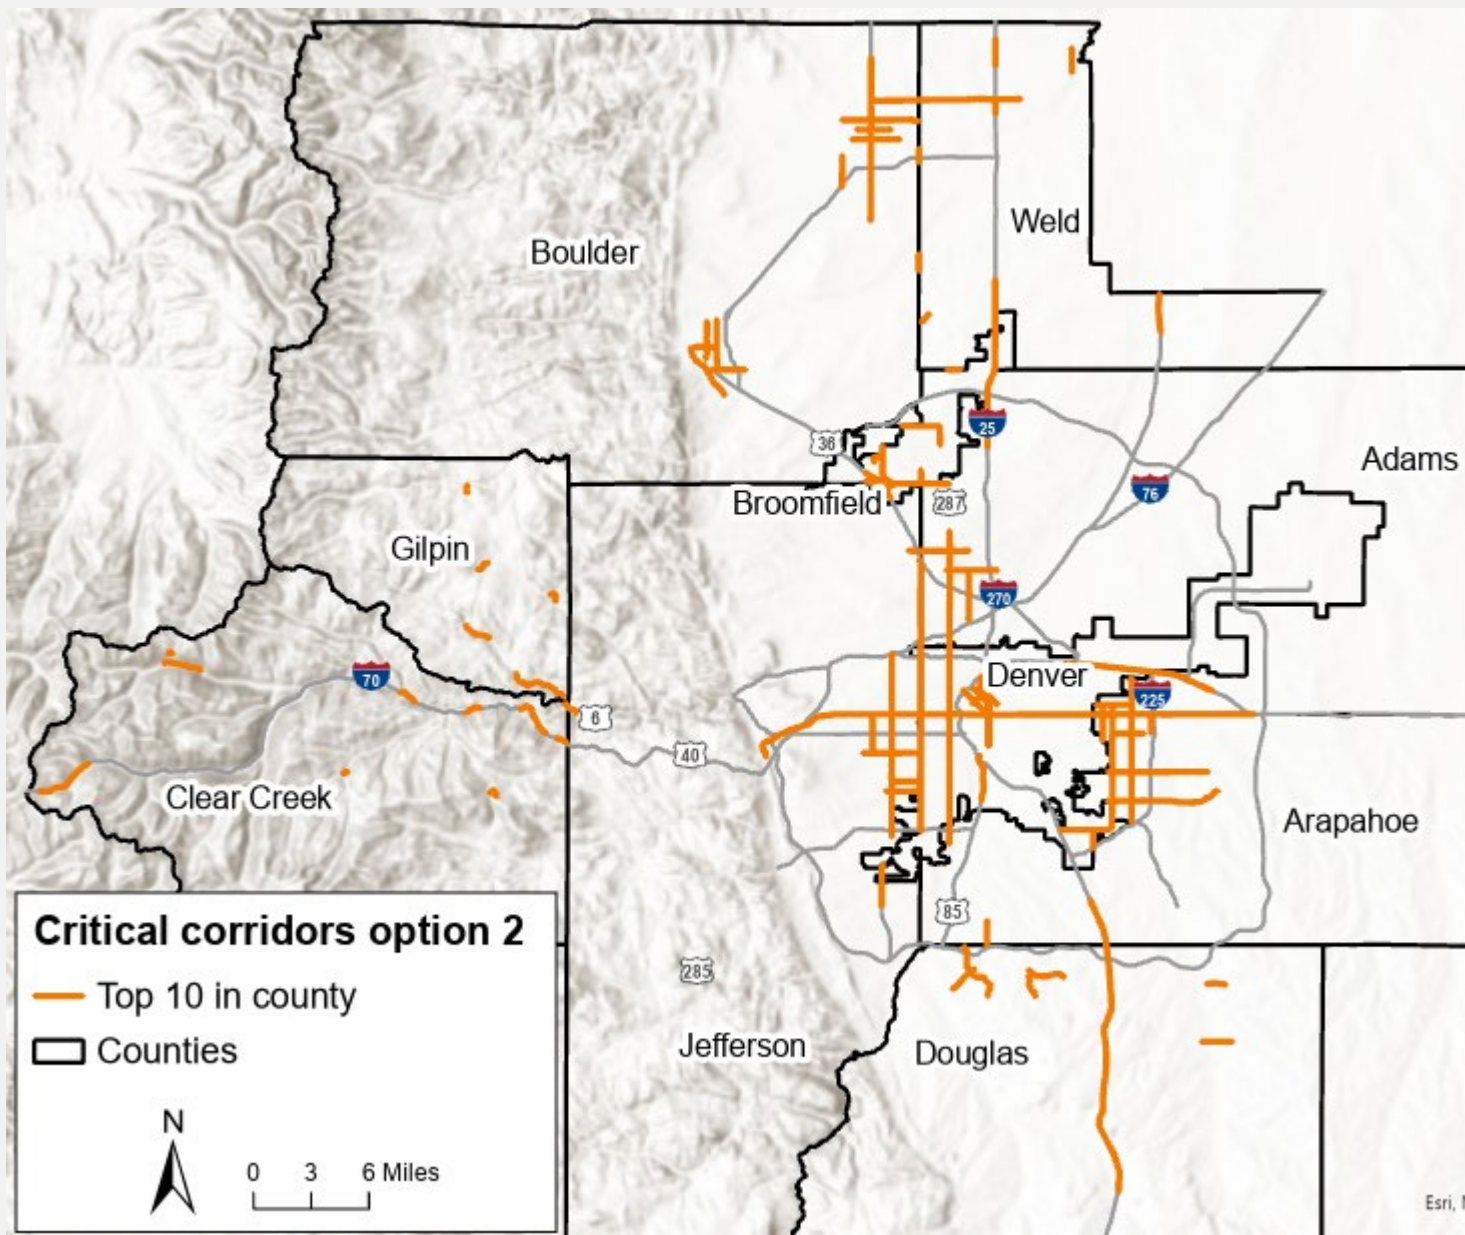 Weld
Boulder
25
36
Adams
76
Broomfield
287
Gilpin
270
Denver
70
225
6
40
Clear Creek
Arapahoe
85
Critical corridors option 2
285
Top 10 in county
Jefferson
Douglas
Counties
N
0 3 6 Miles
Esri,